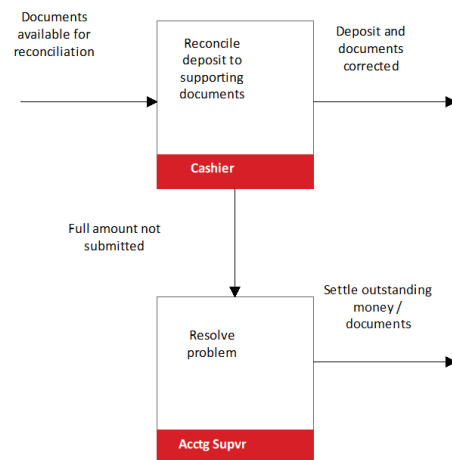 Documents
available for
reconciliation
Reconcile
deposit to
supporting
documents
Deposit and
documents
corrected
Cashier
Full amount not
submitted
Settle outstanding
money /
documents
Resolve
problem
Acctg Supvr